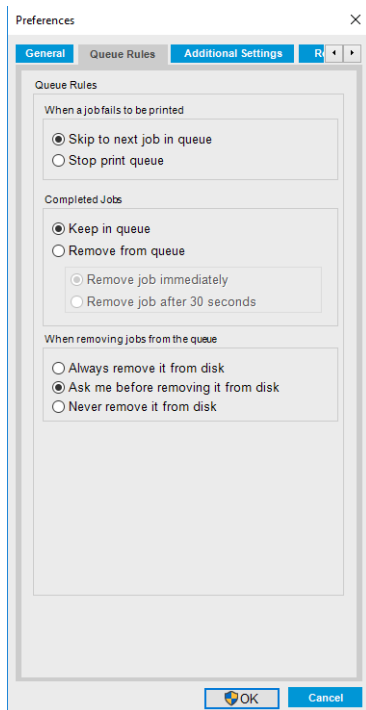 Preferences
General Queue Rules Additional Settings
Queue Rules
When a job fails to be printed
Skip to next job in queue
Stop print queue
Completed Jobs
Keep in queue
Remove from queue
Remove job immediately
Remove job after 30 seconds
When removing jobs from the queue
Always remove it from disk
Ask me before removing it from disk
Never remove it from disk
OK Cancel